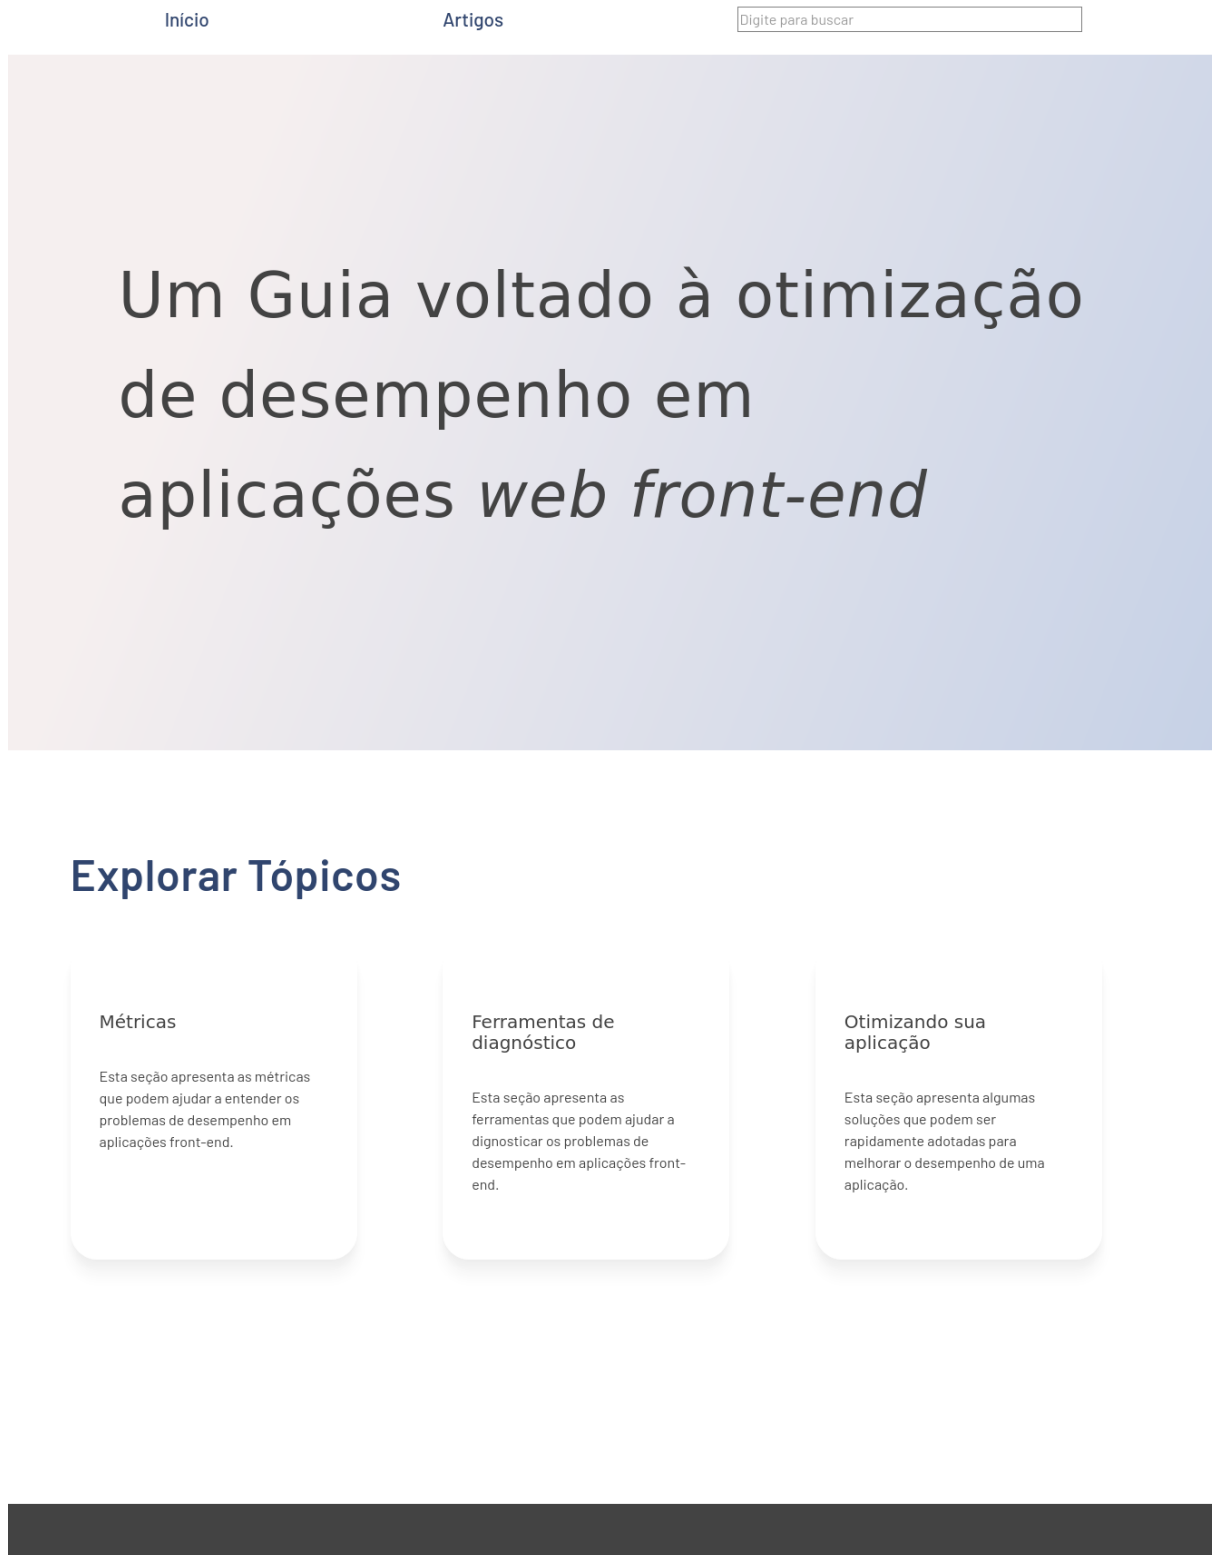 Início
Artigos
Digite para buscar
Um Guia voltado à otimização
de desempenho em
aplicações web front-end
Explorar Tópicos
Métricas
Esta seção apresenta as métricas
que podem ajudar a entender os
problemas de desempenho em
aplicações front-end.
Ferramentas de
diagnóstico
Esta seção apresenta as
ferramentas que podem ajudar a
dignosticar os problemas de
desempenho em aplicações front-
end.
Otimizando sua
aplicação
Esta seção apresenta algumas
soluções que podem ser
rapidamente adotadas para
melhorar o desempenho de uma
aplicação.